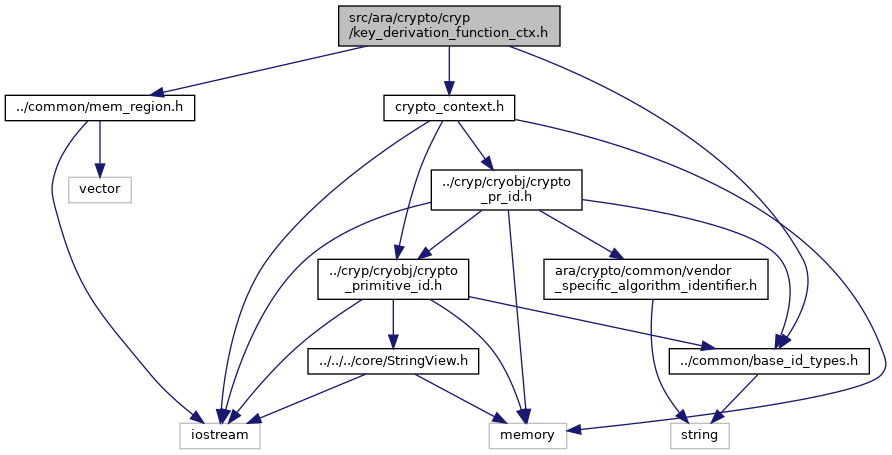 src/ara/crypto/cryp
/key_derivation_function_ctx.h
../common/mem_region.h
crypto_context.h
vector
../cryp/cryobj/crypto
_pr_id.h
../cryp/cryobj/crypto
_primitive_id.h
ara/crypto/common/vendor
_specific_algorithm_identifier.h
../../../core/StringView.h
../common/base_id_types.h
iostream
memory
string